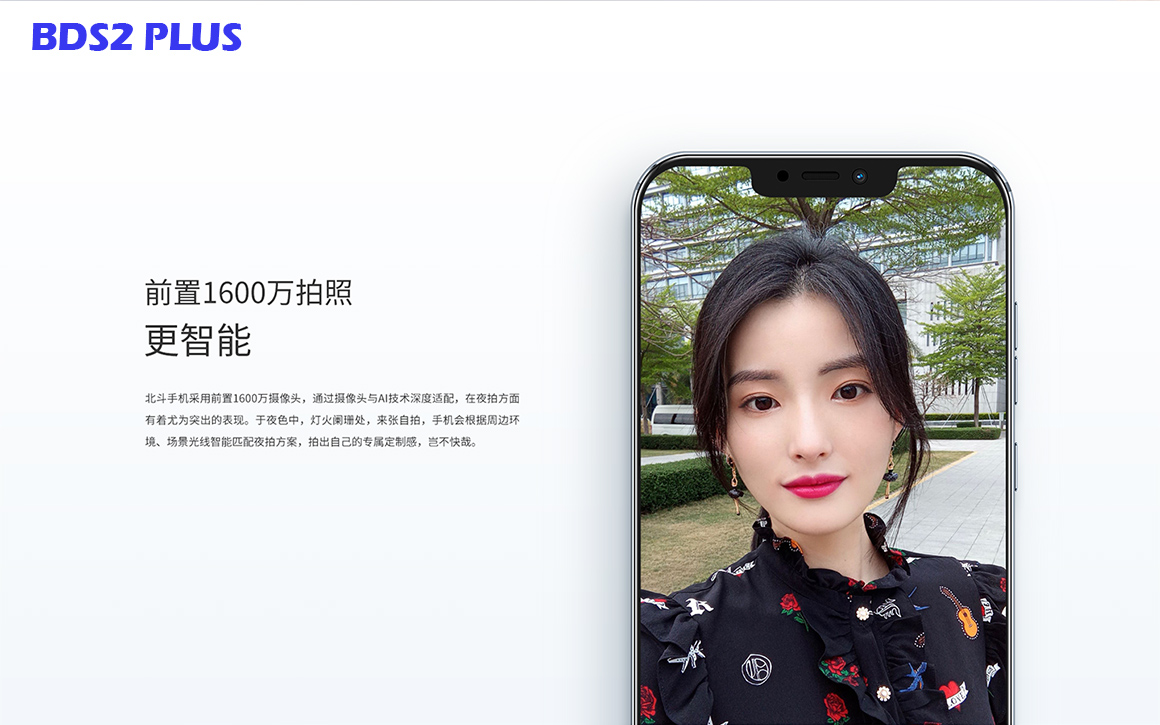 BDS2 PLUS
前置1600万拍照
更智能
北斗手机采用前置1600万摄像头，通过摄像头与AI技术深度适配，在夜拍方面
有着尤为突出的表现。于夜色中，灯火阑珊处，来张自拍，手机会根据周边环
境、场景光线智能匹配夜拍方案，拍出自己的专属定制感，岂不快哉。
LOVE